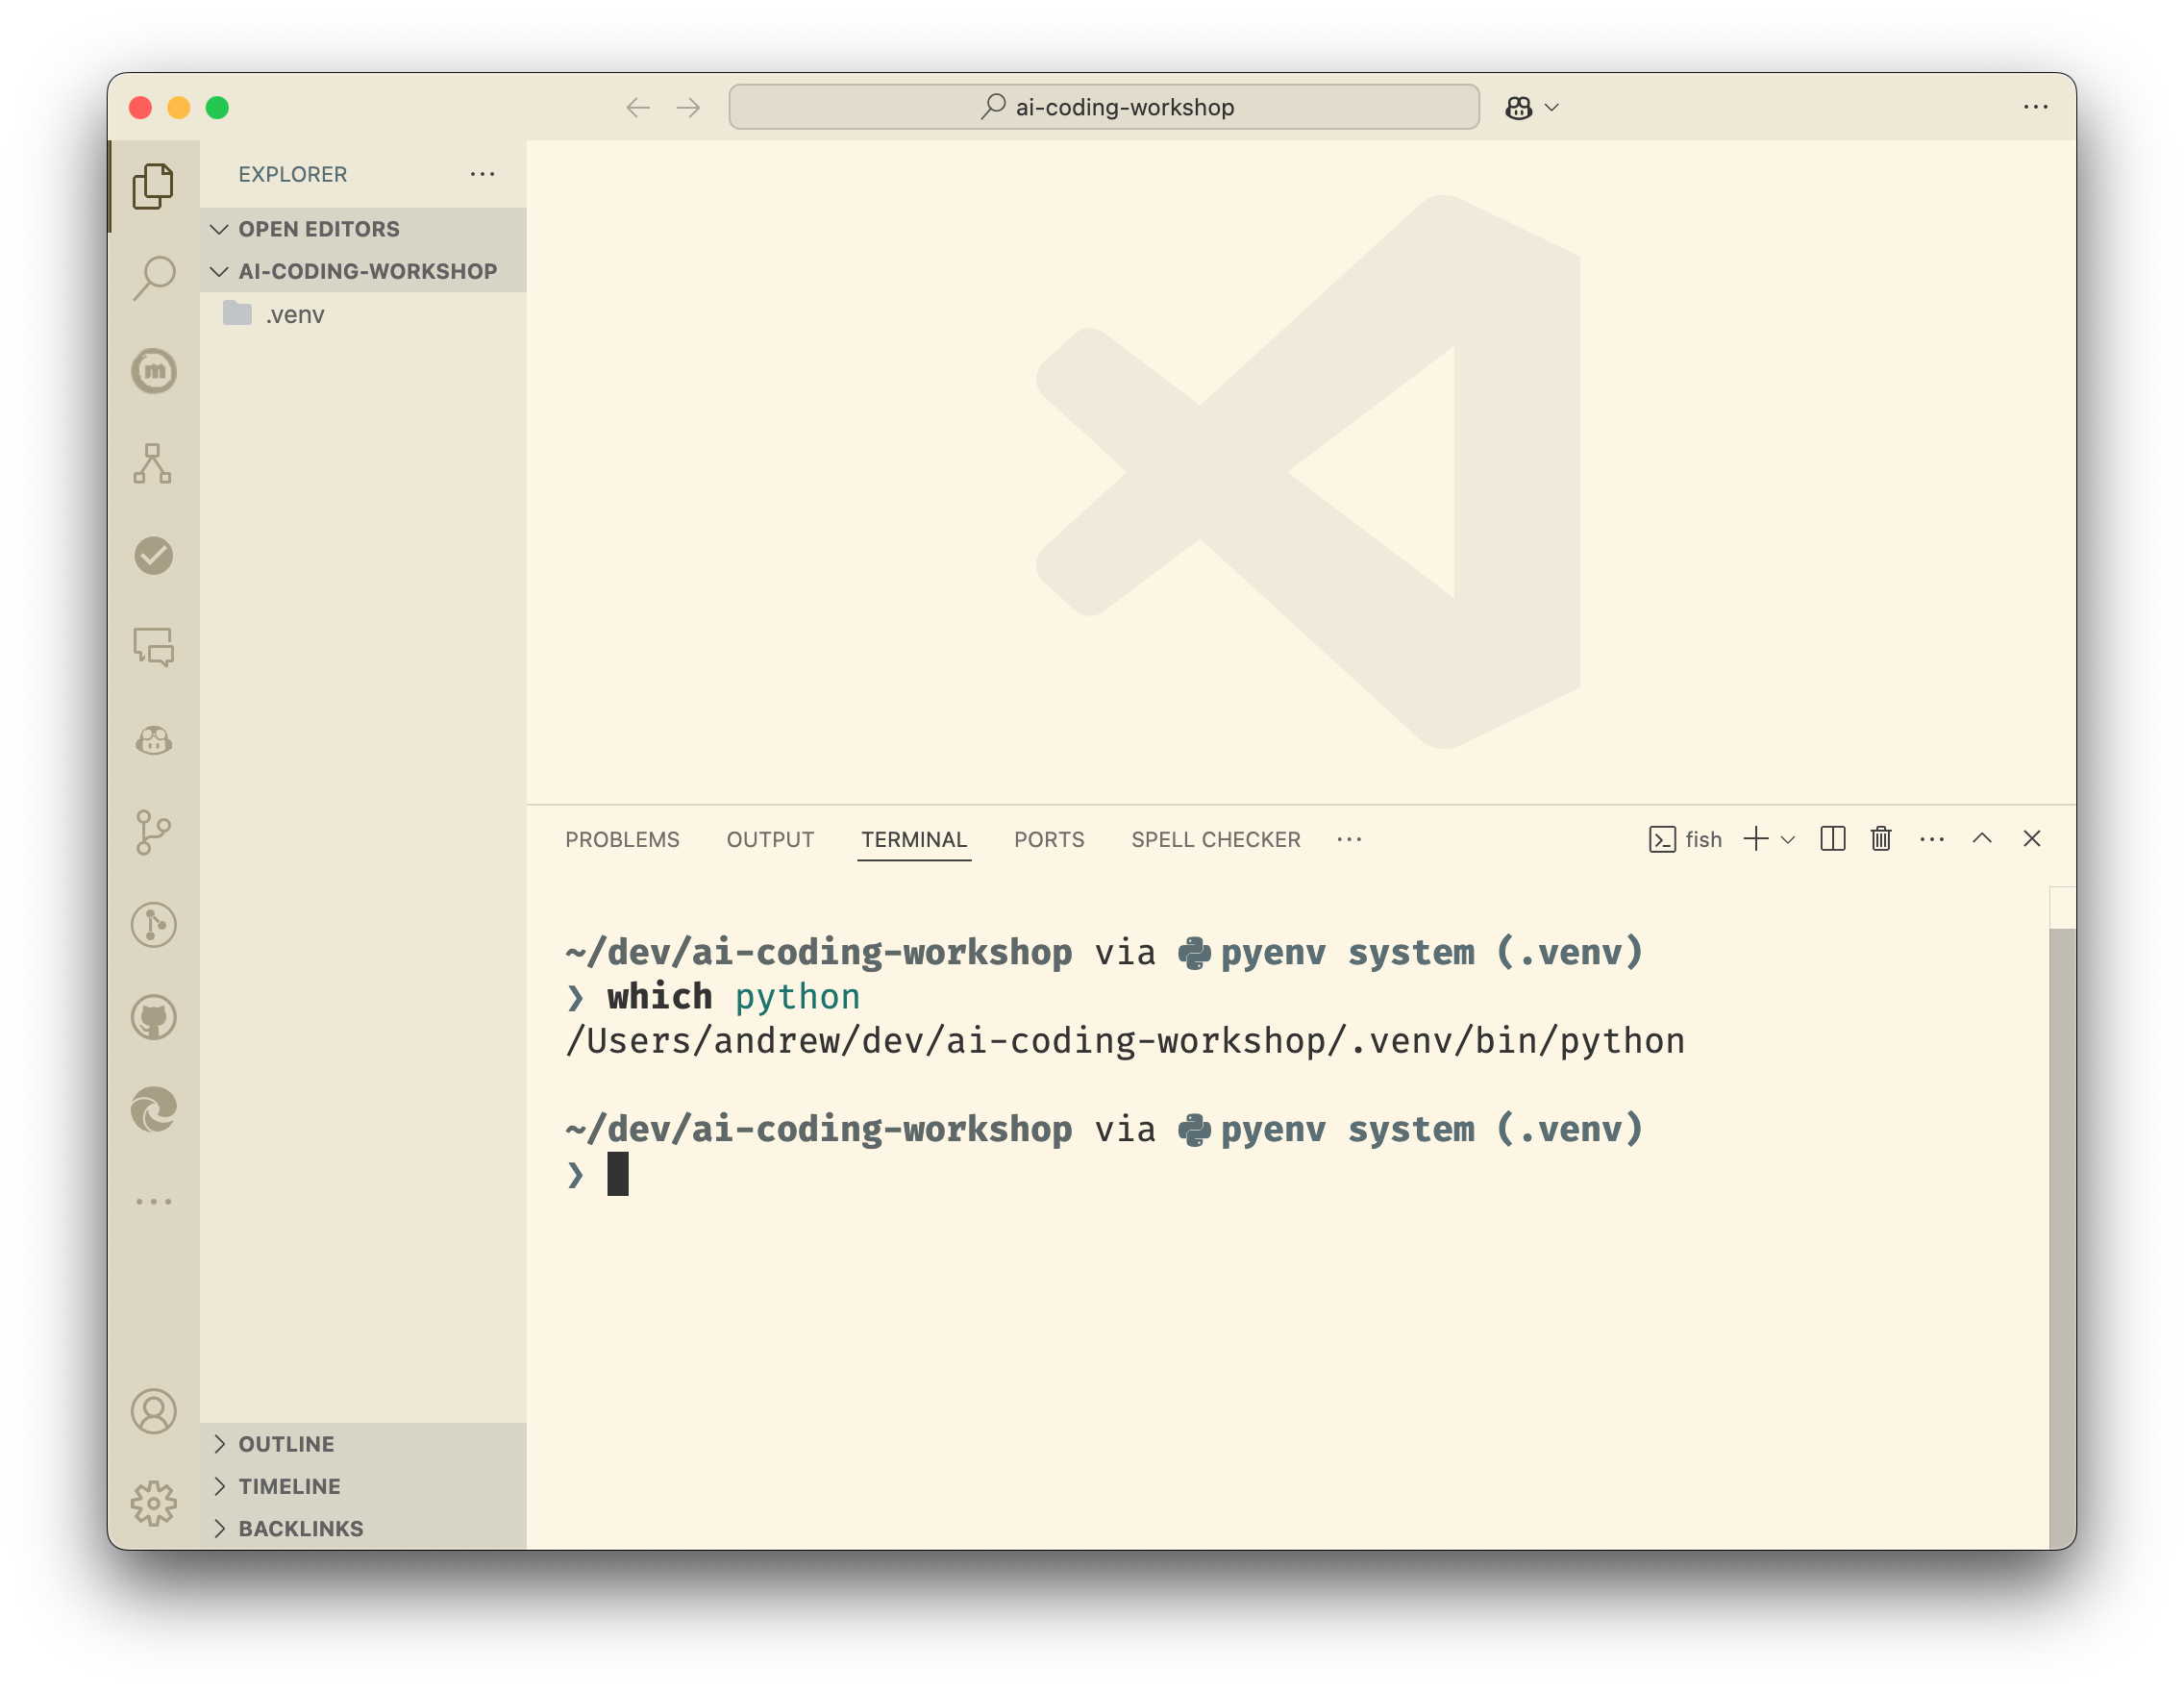 ai-coding-workshop
EXPLORER
OPEN EDITORS
AI-CODING-WORKSHOP
.venv
OUTLINE
TIMELINE
BACKLINKS
PROBLEMS OUTPUT TERMINAL PORTS SPELL CHECKER fish
~/dev/ai-coding-workshop via pyenv system (.venv)
❯ which python
/Users/andrew/dev/ai-coding-workshop/.venv/bin/python
~/dev/ai-coding-workshop via pyenv system (.venv)
❯